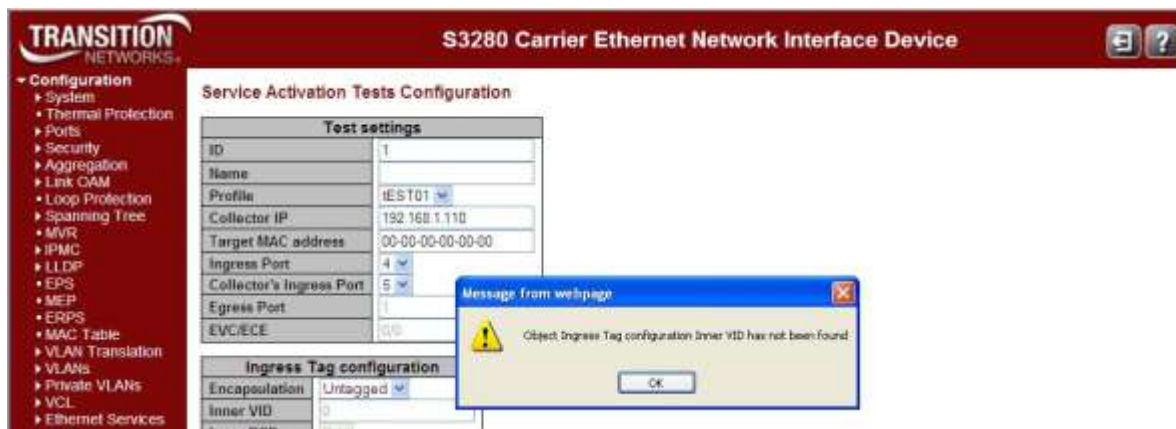 TRANSITION
NETWORKS
S3280 Carrier Ethernet Network Interface Device
?
Configuration
System
Thermal Protection
Ports
Security
Aggregation
Link OAM
Loop Protection
Spanning Tree
MVR
IPMC
LLDP
EPS
MEP
ERPS
MAC Table
VLAN Translation
VLANs
Private VLANs
VCL
Ethernet Services
Service Activation Tests Configuration
Test settings
ID 1
Name
Profile tEST01
Collector IP 192.168.1.110
Target MAC address 00-00-00-00-00-00
Ingress Port 4
Collector's Ingress Port 5
Egress Port 1
EVC/ECE 0/0
Ingress Tag configuration
Encapsulation Untagged
Inner VID 0
Message from webpage
Object Ingress Tag configuration Inner VID has not been found
OK